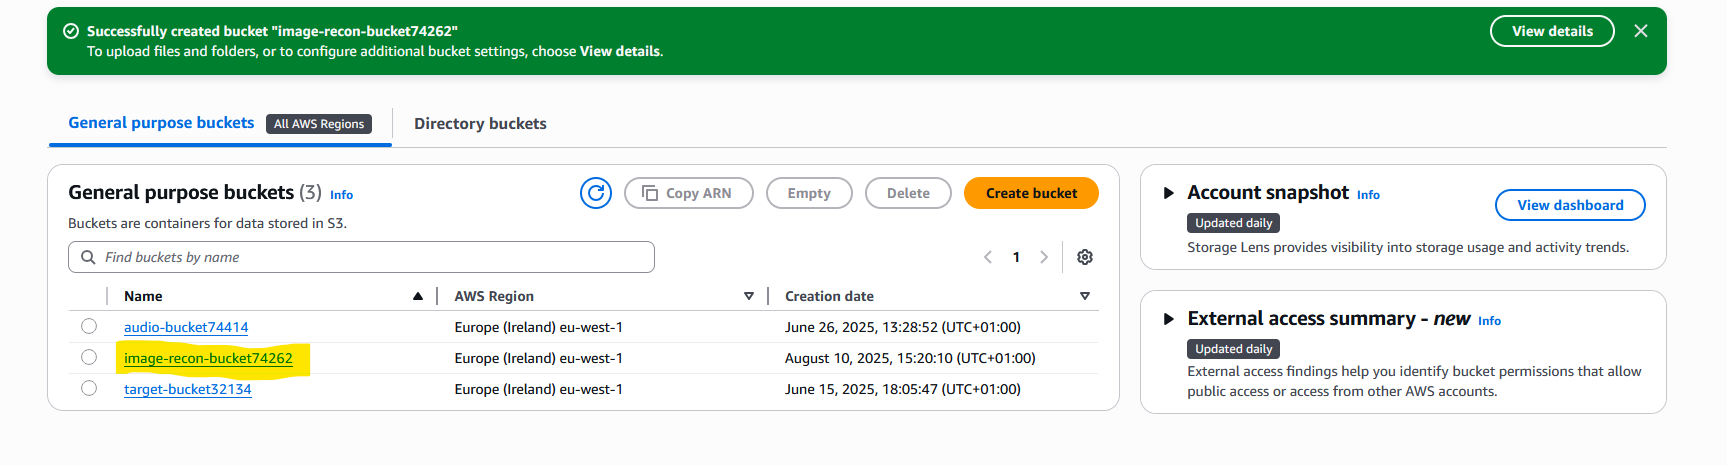 Successfully created bucket "image-recon-bucket74262"
To upload files and folders, or to configure additional bucket settings, choose View details.
View details
General purpose buckets All AWS Regions
Directory buckets
General purpose buckets (3) Info
Copy ARN
Empty
Delete
Create bucket
Buckets are containers for data stored in S3.
Find buckets by name
1
Name AWS Region Creation date
audio-bucket74414 Europe (Ireland) eu-west-1 June 26, 2025, 13:28:52 (UTC+01:00)
image-recon-bucket74262 Europe (Ireland) eu-west-1 August 10, 2025, 15:20:10 (UTC+01:00)
target-bucket32134 Europe (Ireland) eu-west-1 June 15, 2025, 18:05:47 (UTC+01:00)
Account snapshot Info
View dashboard
Updated daily
Storage Lens provides visibility into storage usage and activity trends.
External access summary - new Info
Updated daily
External access findings help you identify bucket permissions that allow
public access or access from other AWS accounts.